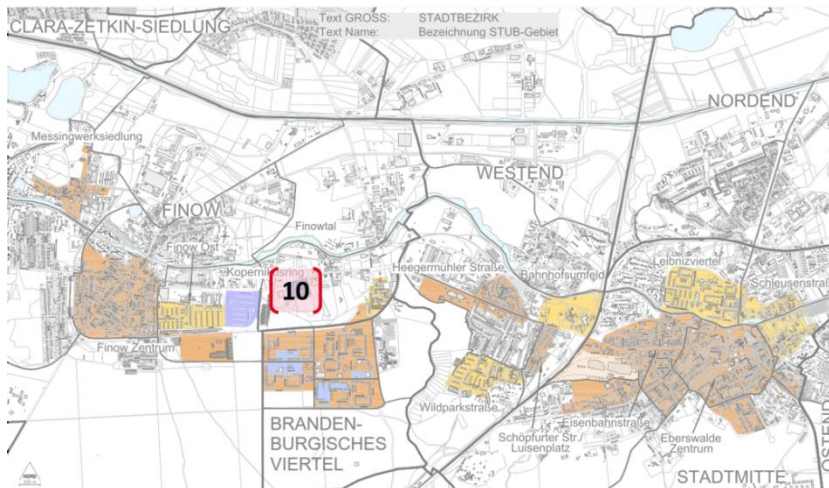 Text GROSS: STADTBEZIRK
Text Name: Bezeichnung STUB-Gebiet
CLARA-ZETKIN-SIEDLUNG
NORDEND
Messingwerksiedlung
WESTEND
FINOW
Finowtal
Finow Ost
Kopernikusring
10
Heegermühler Straße
Bahnhofsumfeld
Leibnizviertel
Schleusenstraße
Finow Zentrum
Wildparkstraße
BRANDEN-
BURGISCHES
VIERTEL
Schöpfurter Str./
Luisenplatz
Eisenbahnstraße
Eberswalde
Zentrum
STADTMITTE
OSTEND